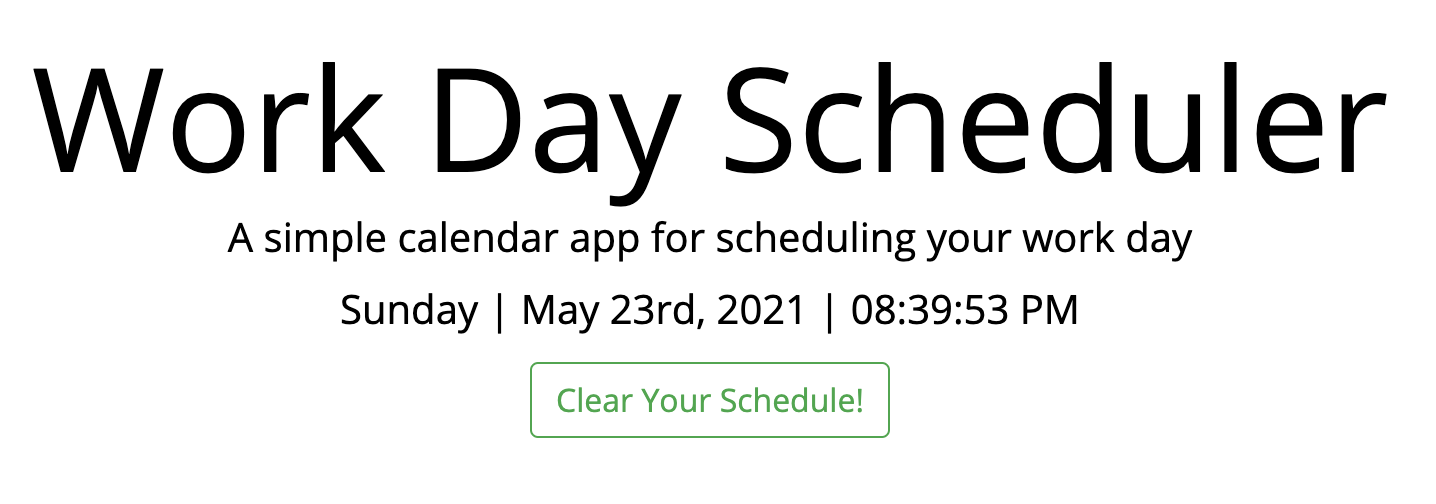 Work Day Scheduler
A simple calendar app for scheduling your work day
Sunday | May 23rd, 2021 | 08:39:53 PM
Clear Your Schedule!